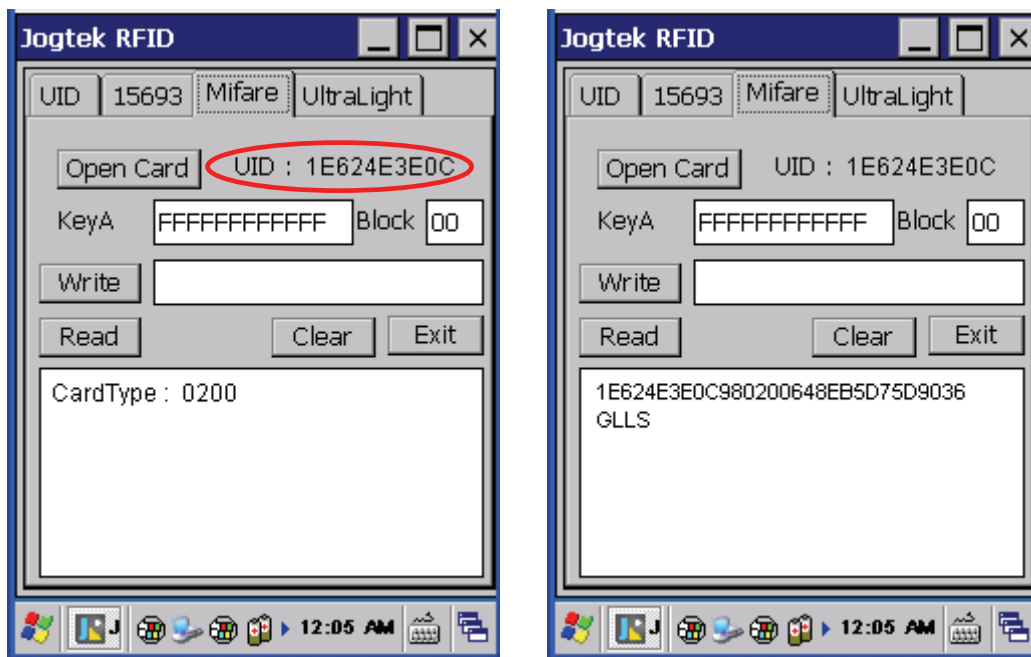 Jogtek RFID
UID 15693 Mifare UltraLight
Open Card UID : 1E624E3E0C
KeyA FFFFFFFFFFFF Block 00
Write
Read Clear Exit
CardType : 0200
J 12:05 AM
Jogtek RFID
UID 15693 Mifare UltraLight
Open Card UID : 1E624E3E0C
KeyA FFFFFFFFFFFF Block 00
Write
Read Clear Exit
1E624E3E0C980200648EB5D75D9036
GLLS
J 12:05 AM